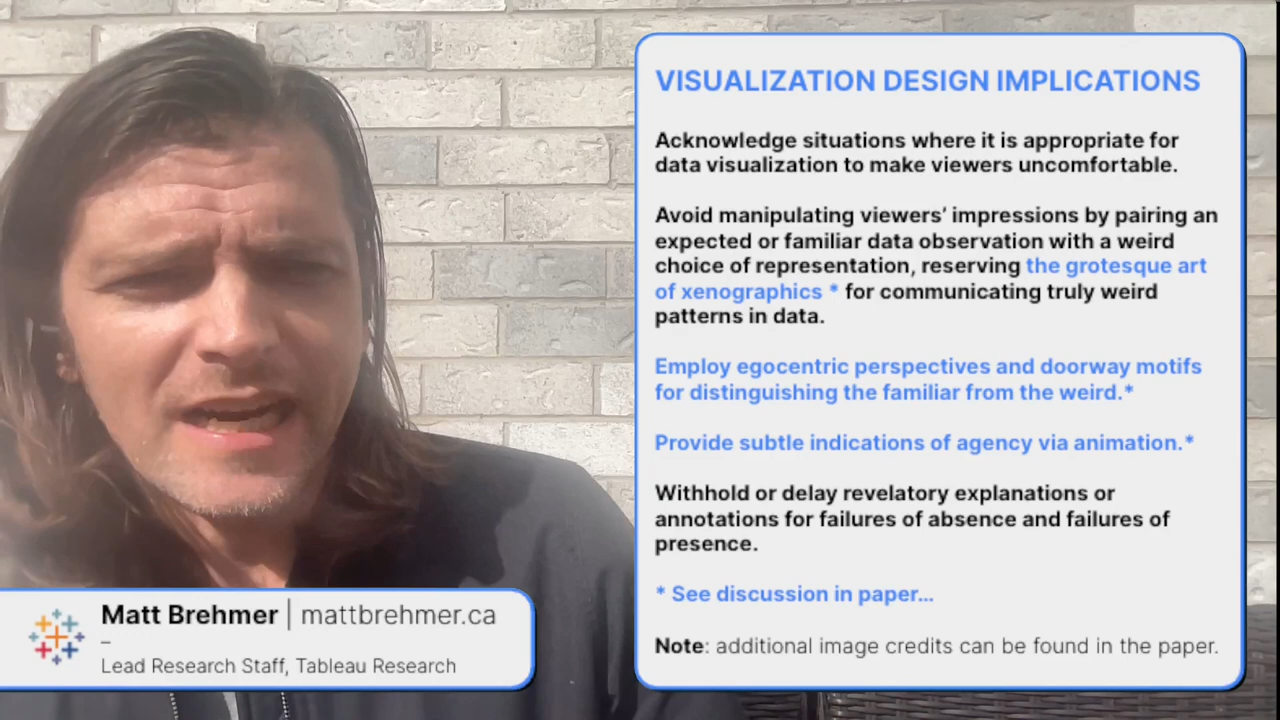 VISUALIZATION DESIGN IMPLICATIONS
Acknowledge situations where it is appropriate for
data visualization to make viewers uncomfortable.
Avoid manipulating viewers’ impressions by pairing an
expected or familiar data observation with a weird
choice of representation, reserving the grotesque art
of xenographics * for communicating truly weird
patterns in data.
Employ egocentric perspectives and doorway motifs
for distinguishing the familiar from the weird.*
Provide subtle indications of agency via animation.*
Withhold or delay revelatory explanations or
annotations for failures of absence and failures of
presence.
* See discussion in paper...
Note: additional image credits can be found in the paper.
Matt Brehmer | mattbrehmer.ca
–
Lead Research Staff, Tableau Research